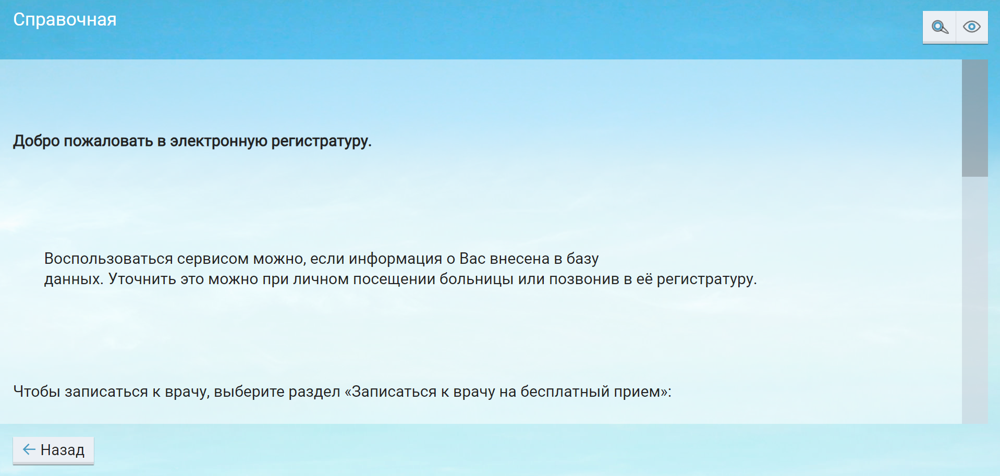 Справочная
Добро пожаловать в электронную регистратуру.
Воспользоваться сервисом можно, если информация о Вас внесена в базу
данных. Уточнить это можно при личном посещении больницы или позвонив в её регистратуру.
Чтобы записаться к врачу, выберите раздел «Записаться к врачу на бесплатный прием»:
Назад